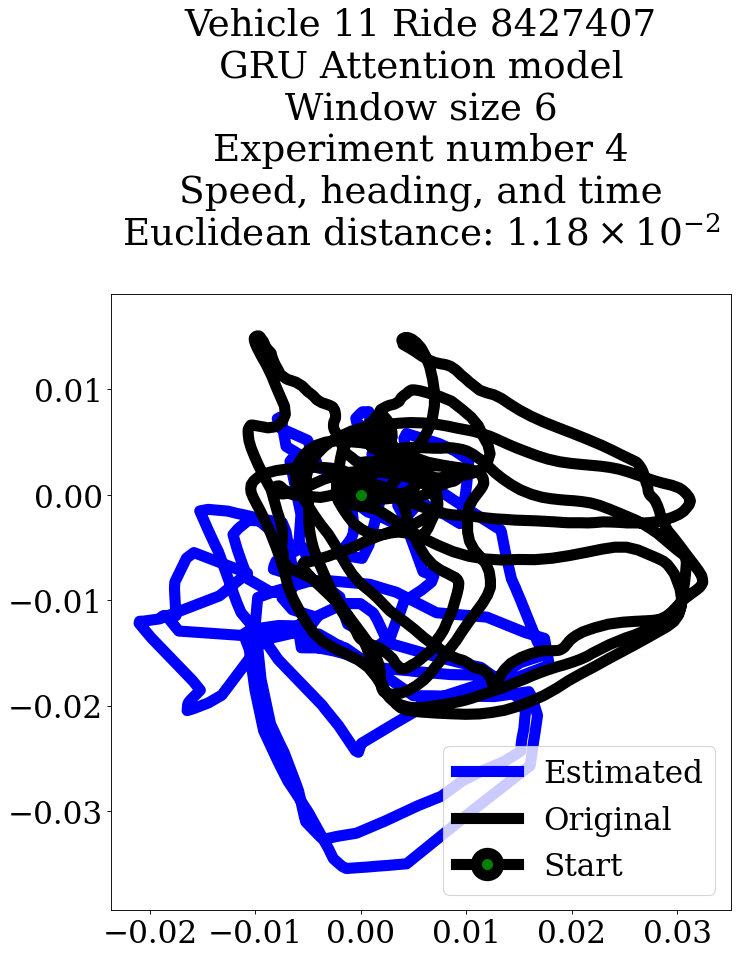 Vehicle 11 Ride 8427407
GRU Attention model
Window size 6
Experiment number 4
Speed, heading, and time
Euclidean distance: 1.18 × 10⁻²
0.01
0.00
−0.01
−0.02
−0.03
Estimated
Original
Start
−0.02 −0.01 0.00 0.01 0.02 0.03